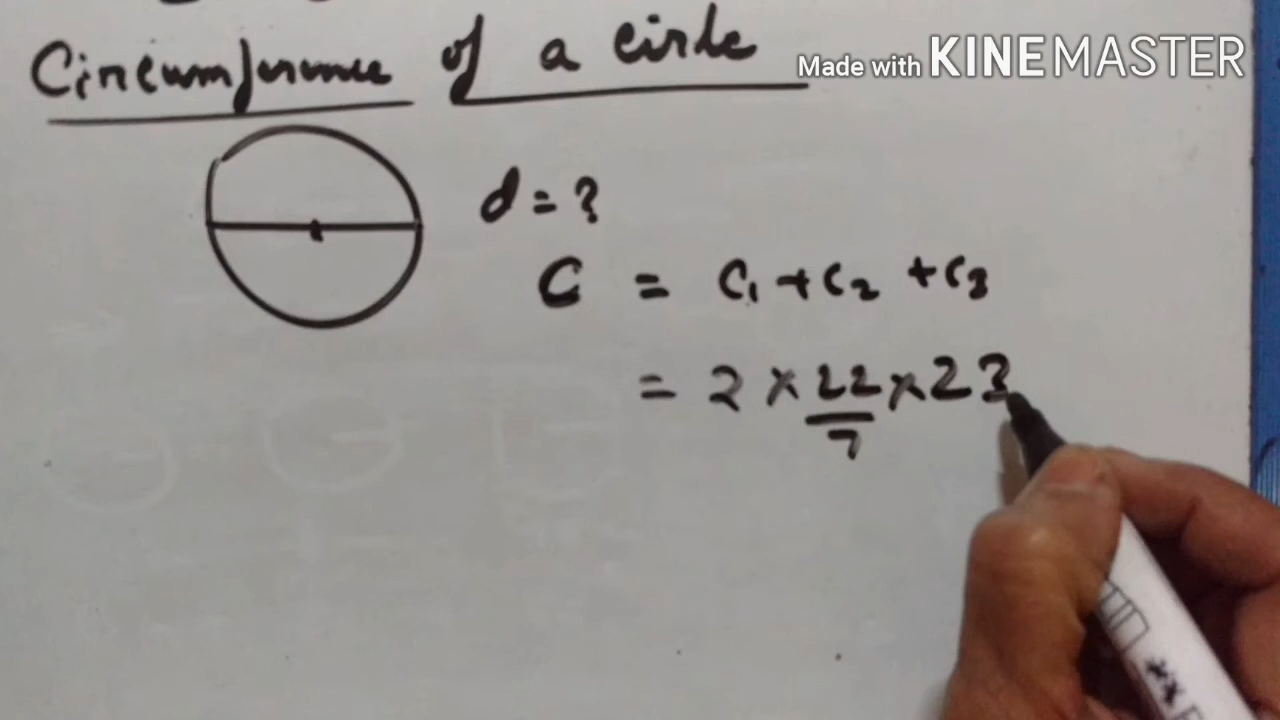 Circumference of a circle
Made with KINEMASTER
d = ?
C = C₁ + C₂ + C₃
= 2 × 22/7 × 23